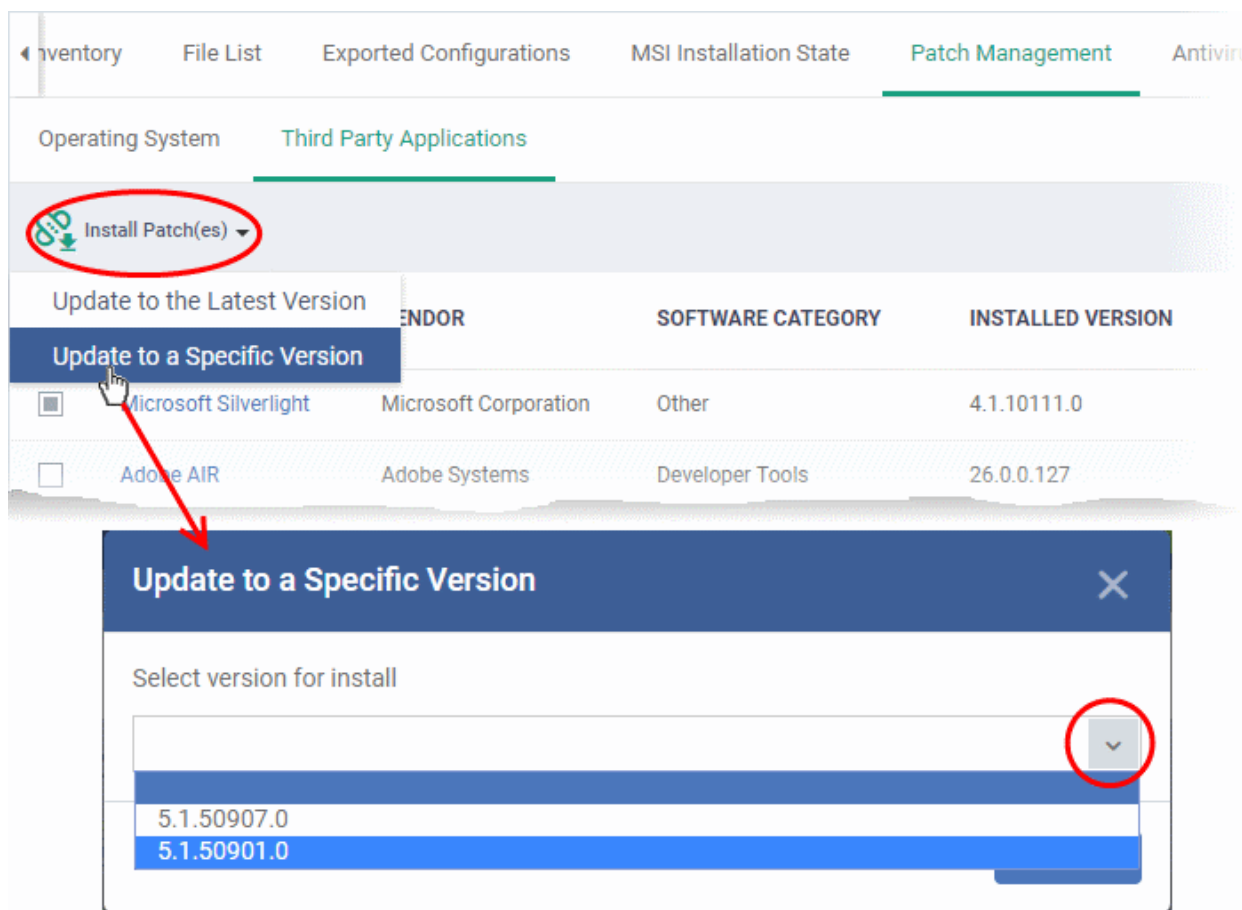 nventory File List Exported Configurations MSI Installation State Patch Management Antivir
Operating System Third Party Applications
Install Patch(es)
Update to the Latest Version
ENDOR SOFTWARE CATEGORY INSTALLED VERSION
Update to a Specific Version
Microsoft Silverlight Microsoft Corporation Other 4.1.10111.0
Adobe AIR Adobe Systems Developer Tools 26.0.0.127
Update to a Specific Version
Select version for install
5.1.50907.0
5.1.50901.0